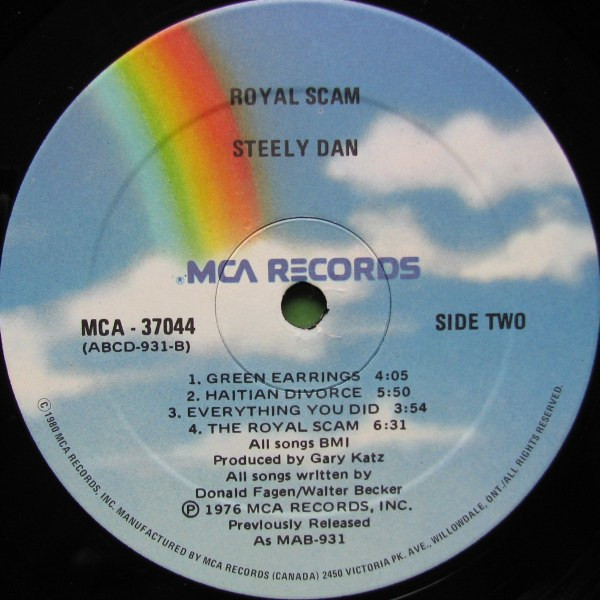 ROYAL SCAM
STEELY DAN
® MCA RECORDS
MCA - 37044
(ABCD-931-B)
SIDE TWO
1. GREEN EARRINGS 4:05
2. HAITIAN DIVORCE 5:50
3. EVERYTHING YOU DID 3:54
4. THE ROYAL SCAM 6:31
All songs BMI
Produced by Gary Katz
All songs written by
Donald Fagen/Walter Becker
℗ 1976 MCA RECORDS, INC.
Previously Released
As MAB-931
© 1980 MCA RECORDS, INC. MANUFACTURED BY MCA RECORDS (CANADA) 2450 VICTORIA PK. AVE., WILLOWDALE, ONT./ALL RIGHTS RESERVED.